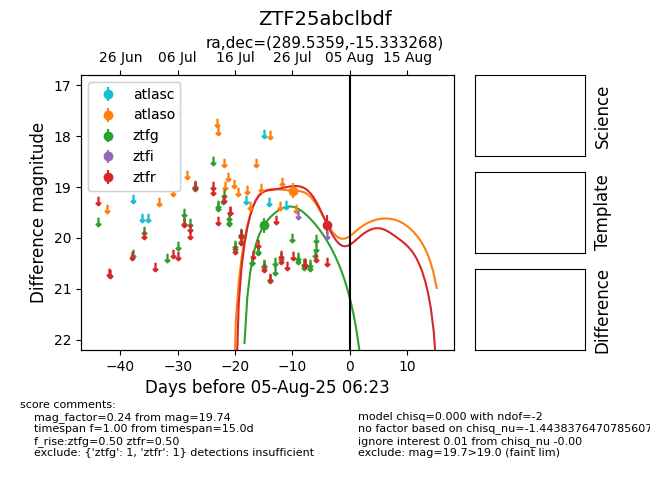 ZTF25abclbdf
ra,dec=(289.5359,-15.333268)
26 Jun 06 Jul 16 Jul 26 Jul 05 Aug 15 Aug
17
18
19
20
21
22
Difference magnitude
atlasc
atlaso
ztfg
ztfi
ztfr
−40 −30 −20 −10 0 10
Days before 05-Aug-25 06:23
Science
Template
Difference
score comments:
mag_factor=0.24 from mag=19.74
timespan f=1.00 from timespan=15.0d
f_rise:ztfg=0.50 ztfr=0.50
exclude: {'ztfg': 1, 'ztfr': 1} detections insufficient
model chisq=0.000 with ndof=-2
no factor based on chisq_nu=-1.4438376470785607
ignore interest 0.01 from chisq_nu -0.00
exclude: mag=19.7>19.0 (faint lim)